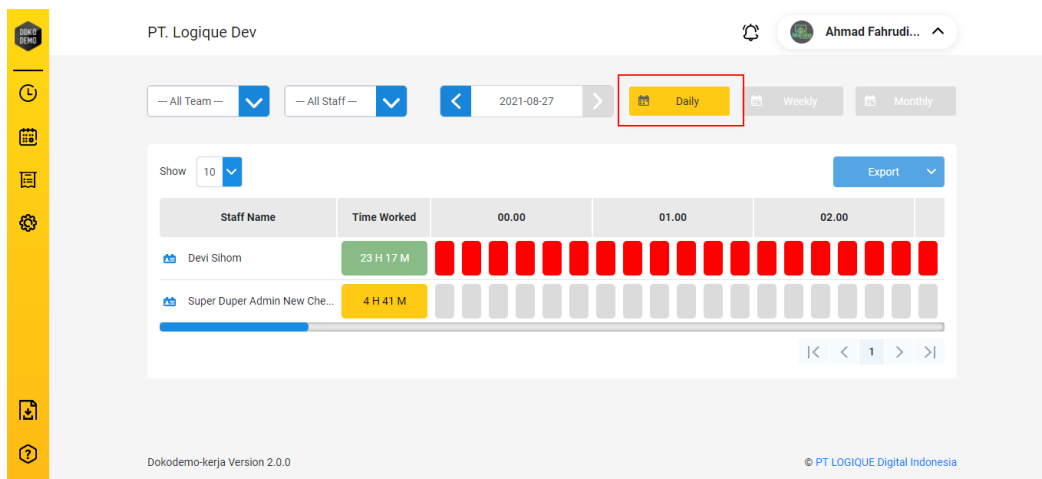 DOKO
DEMO
PT. Logique Dev
Ahmad Fahrudi...
--- All Team ---
--- All Staff ---
2021-08-27
Daily
Weekly
Monthly
Show 10
Export
Staff Name Time Worked 00.00 01.00 02.00
Devi Sihom 23 H 17 M
Super Duper Admin New Che... 4 H 41 M
1
Dokodemo-kerja Version 2.0.0
© PT LOGIQUE Digital Indonesia